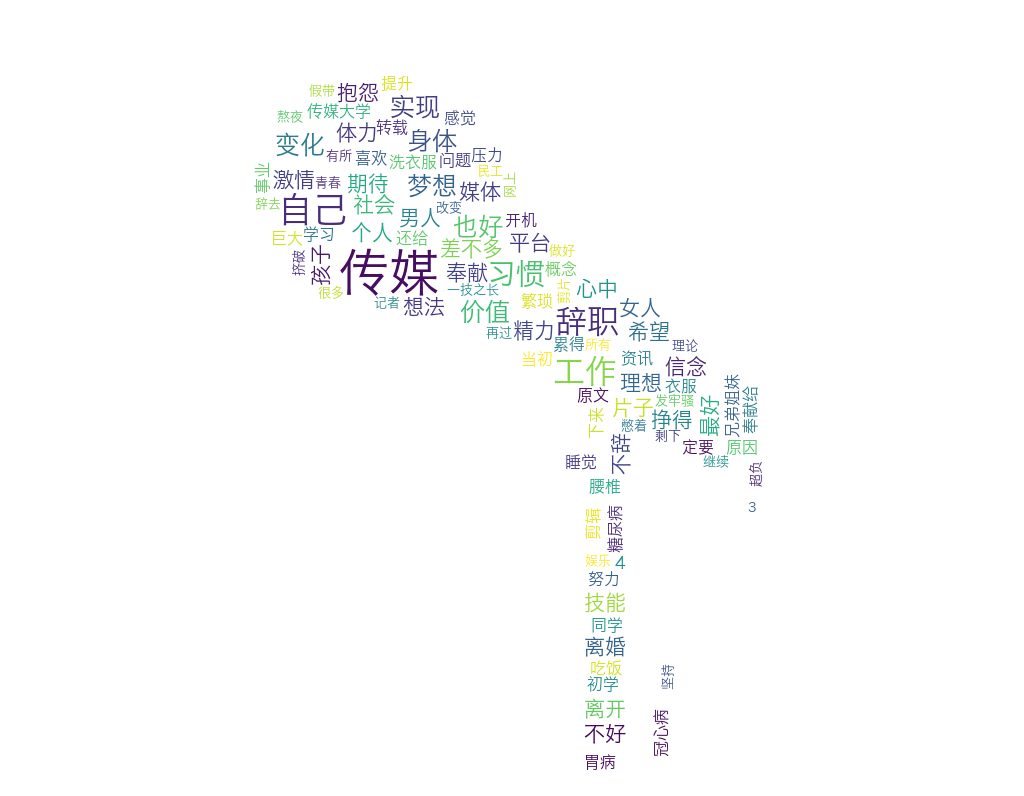 假带
抱怨
提升
熬夜
传媒大学
实现
感觉
变化
体力
转载
身体
有所
喜欢
洗衣服
问题
压力
事业
激情
青春
期待
梦想
媒体
民工
图片
辞去
自己
社会
男人
改变
也好
开机
巨大
学习
个人
还给
差不多
平台
做好
挤破
孩子
传媒
奉献
习惯
概念
很多
记者
想法
一技之长
价值
繁琐
剪片
心中
再过
精力
辞职
女人
希望
累得
所有
理论
当初
工作
资讯
信念
理想
衣服
原文
片子
发牢骚
最好
兄弟姐妹
奉献给
下来
憋着
挣得
剩下
定要
原因
不辞
睡觉
继续
超负
腰椎
3
剪辑
糖尿病
娱乐
4
努力
技能
同学
离婚
吃饭
初学
坚持
离开
不好
冠心病
胃病